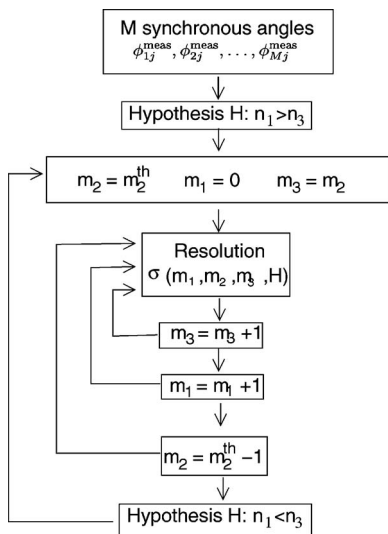 M synchronous angles
ϕ₁ⱼᵐᵉᵃˢ, ϕ₂ⱼᵐᵉᵃˢ, . . . , ϕ_Mjᵐᵉᵃˢ
Hypothesis H: n₁>n₃
m₂ = m₂ᵗʰ m₁ = 0 m₃ = m₂
Resolution
σ (m₁ ,m₂ ,m₃ ,H)
m₃ = m₃ +1
m₁ = m₁ +1
m₂ = m₂ᵗʰ −1
Hypothesis H: n₁<n₃